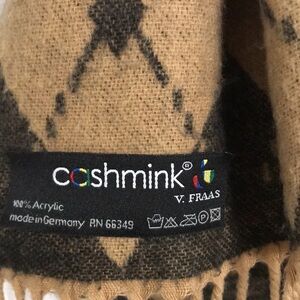 cashmink®
V. FRAAS
100% Acrylic
made in Germany RN 66349